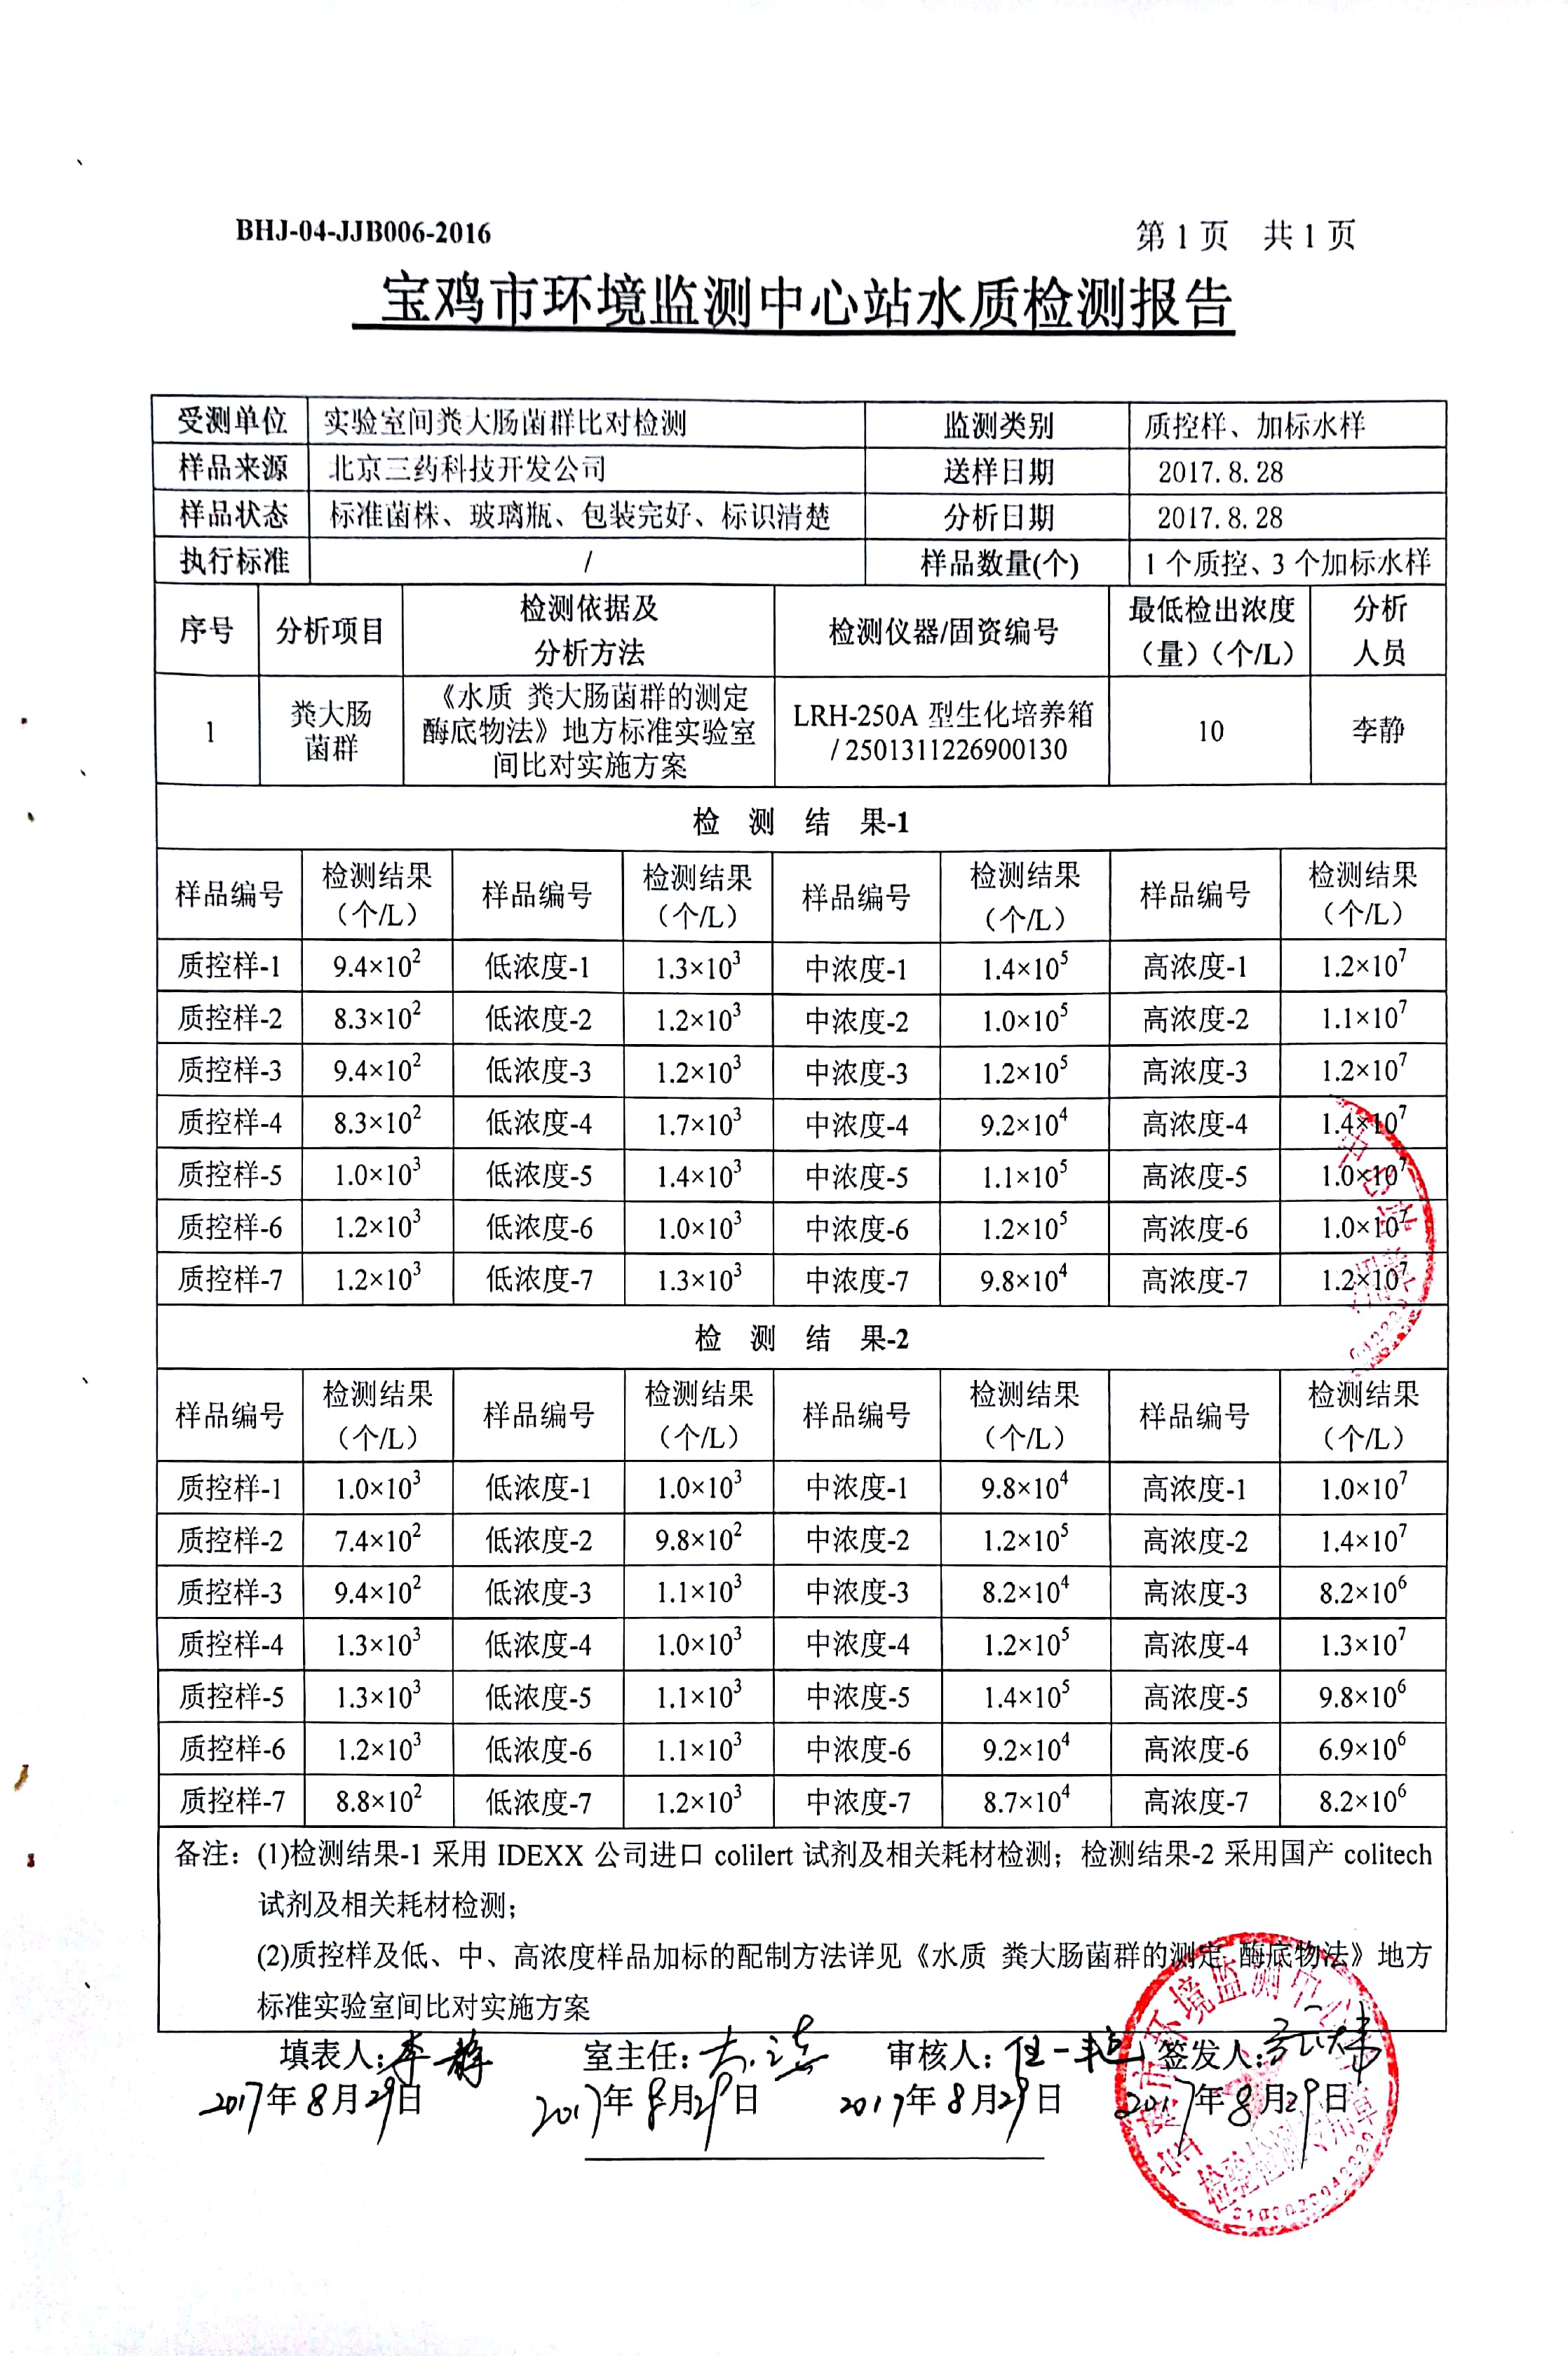 BHJ-04-JJB006-2016 第1页 共1页
宝鸡市环境监测中心站水质检测报告
受测单位 实验室间粪大肠菌群比对检测 监测类别 质控样、加标水样
样品来源 北京三药科技开发公司 送样日期 2017.8.28
样品状态 标准菌株、玻璃瓶、包装完好、标识清楚 分析日期 2017.8.28
执行标准 / 样品数量(个) 1个质控、3个加标水样
序号 分析项目 检测依据及分析方法 检测仪器/固资编号 最低检出浓度（量）（个/L） 分析人员
1 粪大肠菌群 《水质 粪大肠菌群的测定 酶底物法》地方标准实验室间比对实施方案 LRH-250A 型生化培养箱 / 2501311226900130 10 李静
检 测 结 果-1
样品编号 检测结果（个/L） 样品编号 检测结果（个/L） 样品编号 检测结果（个/L） 样品编号 检测结果（个/L）
质控样-1 9.4×10² 低浓度-1 1.3×10³ 中浓度-1 1.4×10⁵ 高浓度-1 1.2×10⁷
质控样-2 8.3×10² 低浓度-2 1.2×10³ 中浓度-2 1.0×10⁵ 高浓度-2 1.1×10⁷
质控样-3 9.4×10² 低浓度-3 1.2×10³ 中浓度-3 1.2×10⁵ 高浓度-3 1.2×10⁷
质控样-4 8.3×10² 低浓度-4 1.7×10³ 中浓度-4 9.2×10⁴ 高浓度-4 1.4×10⁷
质控样-5 1.0×10³ 低浓度-5 1.4×10³ 中浓度-5 1.1×10⁵ 高浓度-5 1.0×10⁷
质控样-6 1.2×10³ 低浓度-6 1.0×10³ 中浓度-6 1.2×10⁵ 高浓度-6 1.0×10⁷
质控样-7 1.2×10³ 低浓度-7 1.3×10³ 中浓度-7 9.8×10⁴ 高浓度-7 1.2×10⁷
检 测 结 果-2
样品编号 检测结果（个/L） 样品编号 检测结果（个/L） 样品编号 检测结果（个/L） 样品编号 检测结果（个/L）
质控样-1 1.0×10³ 低浓度-1 1.0×10³ 中浓度-1 9.8×10⁴ 高浓度-1 1.0×10⁷
质控样-2 7.4×10² 低浓度-2 9.8×10² 中浓度-2 1.2×10⁵ 高浓度-2 1.4×10⁷
质控样-3 9.4×10² 低浓度-3 1.1×10³ 中浓度-3 8.2×10⁴ 高浓度-3 8.2×10⁶
质控样-4 1.3×10³ 低浓度-4 1.0×10³ 中浓度-4 1.2×10⁵ 高浓度-4 1.3×10⁷
质控样-5 1.3×10³ 低浓度-5 1.1×10³ 中浓度-5 1.4×10⁵ 高浓度-5 9.8×10⁶
质控样-6 1.2×10³ 低浓度-6 1.1×10³ 中浓度-6 9.2×10⁴ 高浓度-6 6.9×10⁶
质控样-7 8.8×10² 低浓度-7 1.2×10³ 中浓度-7 8.7×10⁴ 高浓度-7 8.2×10⁶
备注：(1)检测结果-1 采用 IDEXX 公司进口 colilert 试剂及相关耗材检测；检测结果-2 采用国产 colitech
试剂及相关耗材检测；
(2)质控样及低、中、高浓度样品加标的配制方法详见《水质 粪大肠菌群的测定 酶底物法》地方
标准实验室间比对实施方案
填表人：李静 室主任： 审核人： 签发人：
2017年8月29日 2017年8月29日 2017年8月29日 2017年8月29日